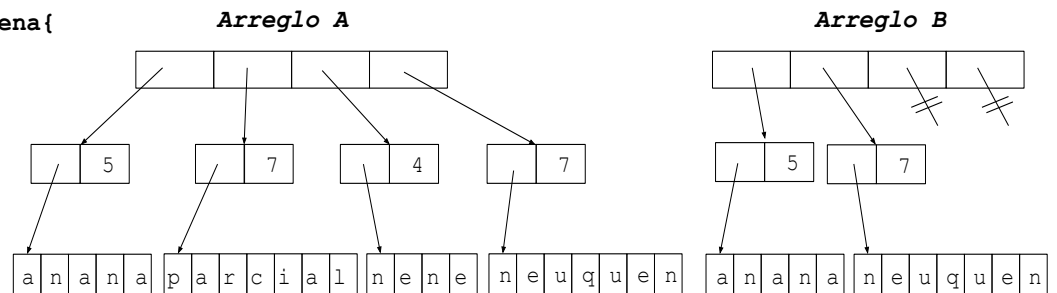 ena{
Arreglo A
Arreglo B
5
7
4
7
5
7
a n a n a
p a r c i a l
n e n e
n e u q u e n
a n a n a
n e u q u e n